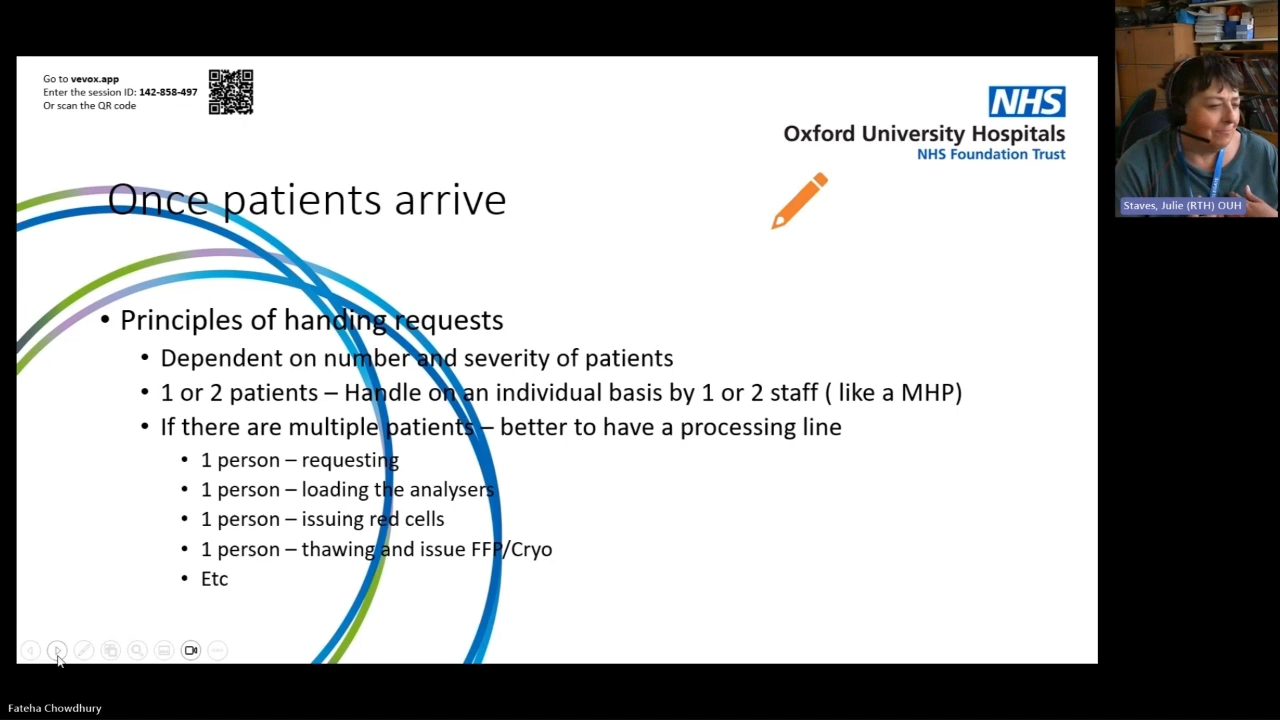 Go to vevox.app
Enter the session ID: 142-858-497
Or scan the QR code
NHS
Oxford University Hospitals
NHS Foundation Trust
Once patients arrive
• Principles of handing requests
• Dependent on number and severity of patients
• 1 or 2 patients – Handle on an individual basis by 1 or 2 staff ( like a MHP)
• If there are multiple patients – better to have a processing line
• 1 person – requesting
• 1 person – loading the analysers
• 1 person – issuing red cells
• 1 person – thawing and issue FFP/Cryo
• Etc
Staves, Julie (RTH) OUH
Fateha Chowdhury